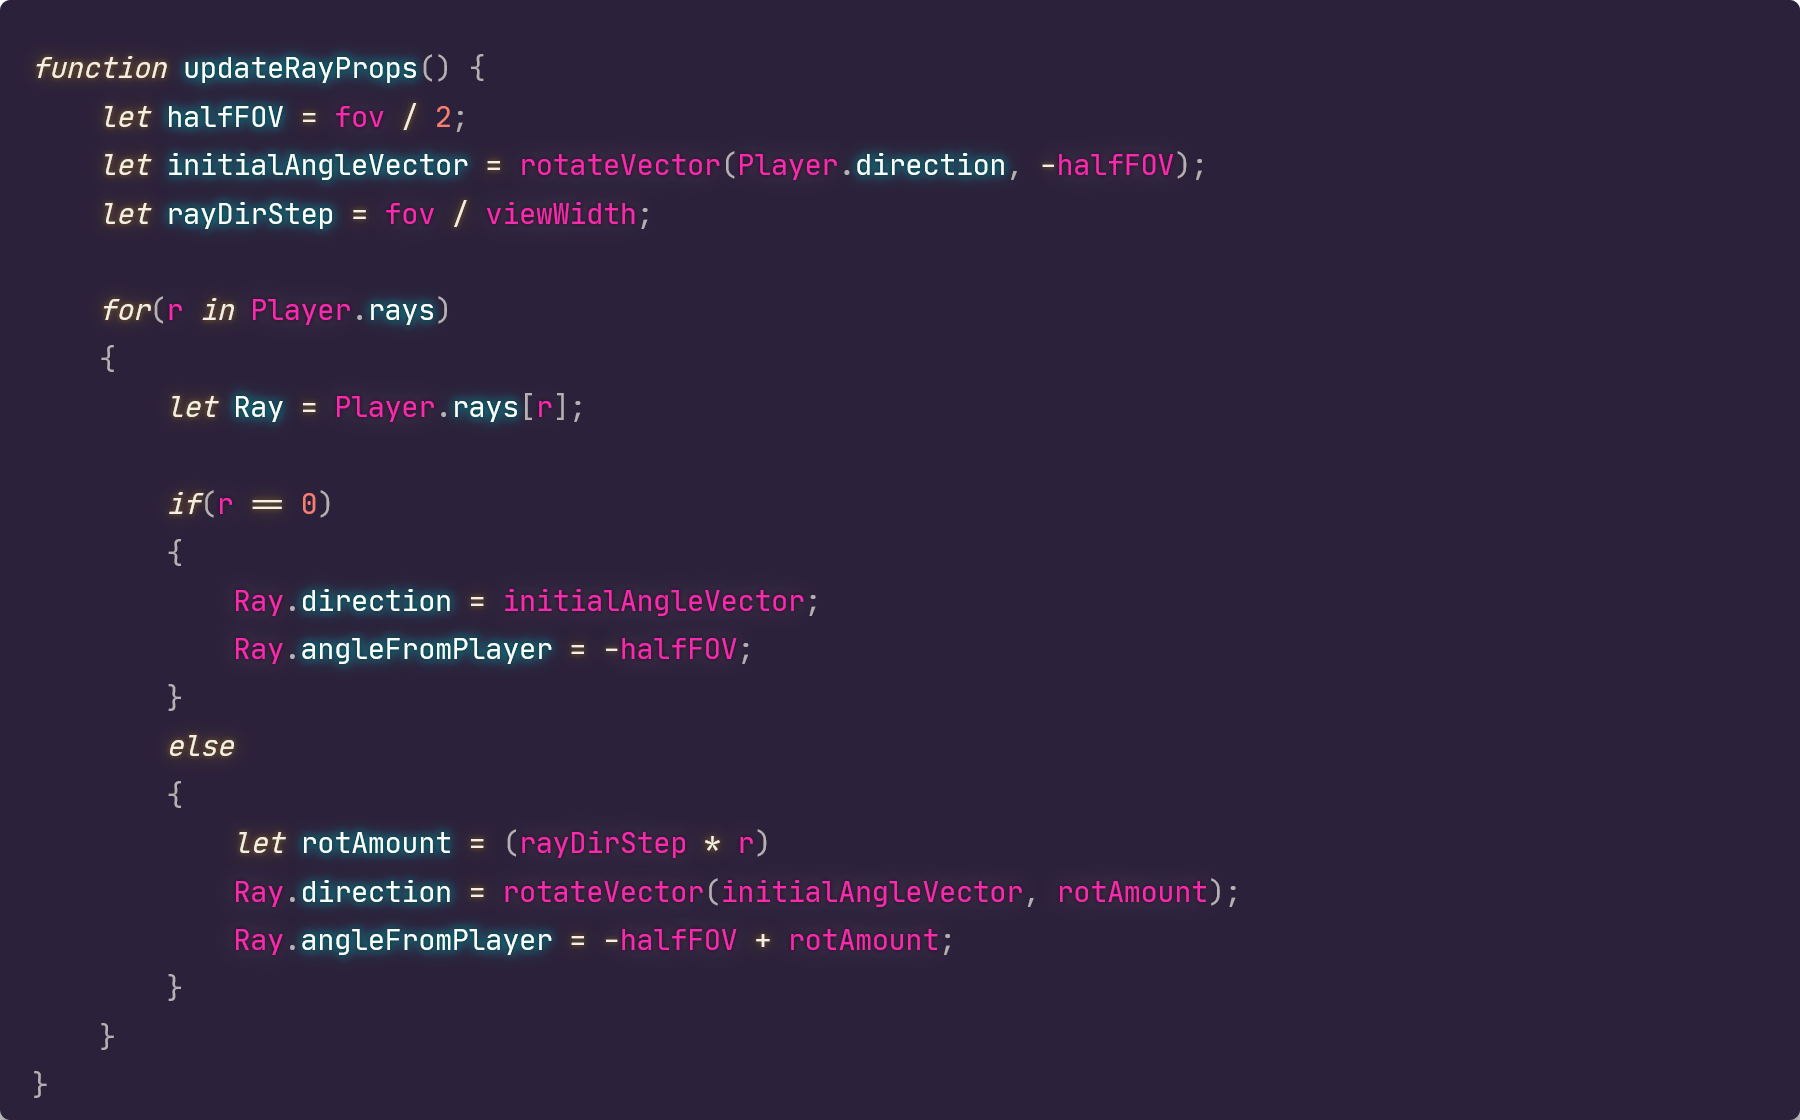 function updateRayProps() {
    let halfFOV = fov / 2;
    let initialAngleVector = rotateVector(Player.direction, -halfFOV);
    let rayDirStep = fov / viewWidth;

    for(r in Player.rays)
    {
        let Ray = Player.rays[r];

        if(r == 0)
        {
            Ray.direction = initialAngleVector;
            Ray.angleFromPlayer = -halfFOV;
        }
        else
        {
            let rotAmount = (rayDirStep * r)
            Ray.direction = rotateVector(initialAngleVector, rotAmount);
            Ray.angleFromPlayer = -halfFOV + rotAmount;
        }
    }
}